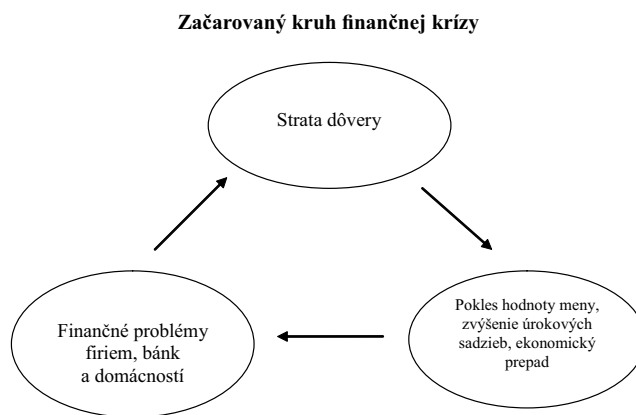 Začarovaný kruh finančnej krízy
Strata dôvery
Pokles hodnoty meny,
zvýšenie úrokových
sadzieb, ekonomický
prepad
Finančné problémy
firiem, bánk
a domácností